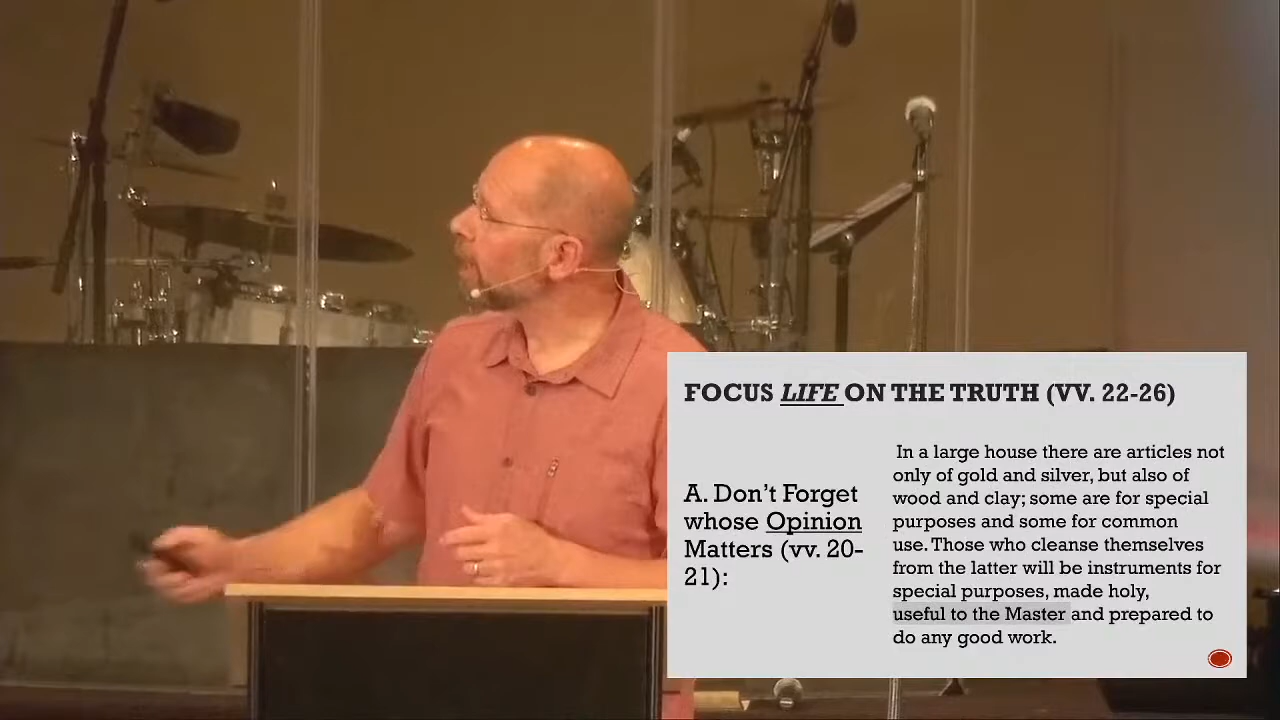 FOCUS LIFE ON THE TRUTH (VV. 22-26)
A. Don't Forget
whose Opinion
Matters (vv. 20-
21):
In a large house there are articles not
only of gold and silver, but also of
wood and clay; some are for special
purposes and some for common
use. Those who cleanse themselves
from the latter will be instruments for
special purposes, made holy,
useful to the Master and prepared to
do any good work.